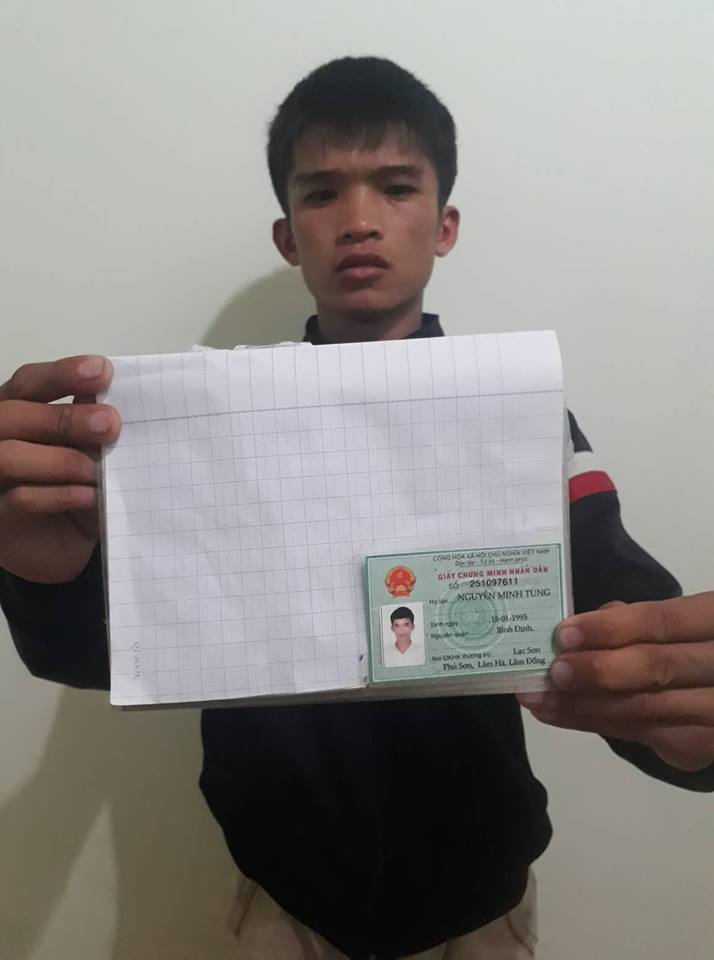 CỘNG HÒA XÃ HỘI CHỦ NGHĨA VIỆT NAM
Độc lập - Tự do - Hạnh phúc
GIẤY CHỨNG MINH NHÂN DÂN
SỐ 251097611
Họ tên NGUYỄN MINH TÙNG
Sinh ngày 15-01-1995
Nguyên quán Bình Định,
Nơi ĐKHK thường trú Lạc Sơn
Phú Sơn, Lâm Hà, Lâm Đồng